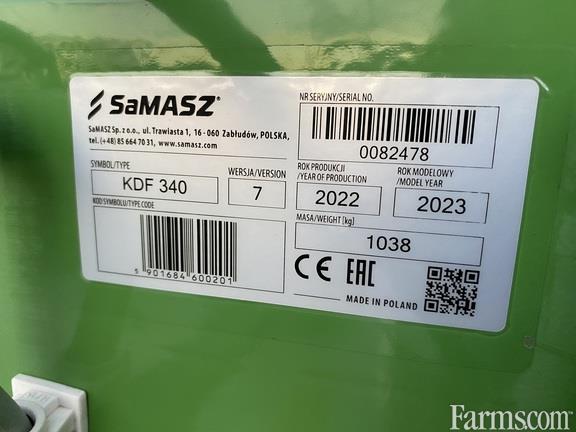 SaMASZ®
SaMASZ Sp. z o.o., ul. Trawiasta 1, 16 - 060 Zabłudów, POLSKA,
tel. (+48) 85 664 70 31, www.samasz.com
NR SERYJNY/SERIAL NO.
0082478
SYMBOL/TYPE
KDF 340
WERSJA/VERSION
7
ROK PRODUKCJI
/YEAR OF PRODUCTION
2022
ROK MODELOWY
/MODEL YEAR
2023
KOD SYMBOLU/TYPE CODE
5 901684 600201
MASA/WEIGHT [kg]
1038
CE EAC
MADE IN POLAND
Farms.com